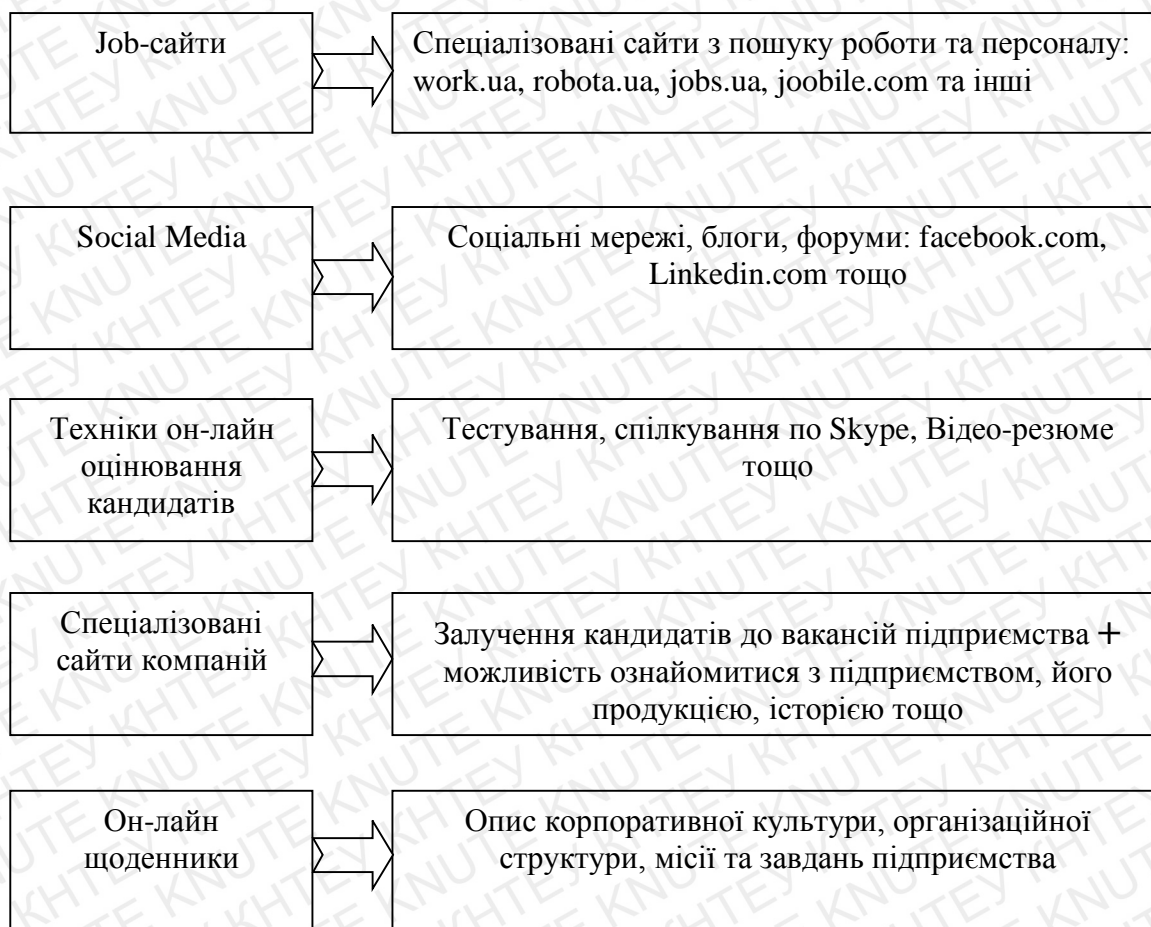 Job-сайти
Спеціалізовані сайти з пошуку роботи та персоналу:
work.ua, robota.ua, jobs.ua, joobile.com та інші
Social Media
Соціальні мережі, блоги, форуми: facebook.com,
Linkedin.com тощо
Техніки он-лайн
оцінювання
кандидатів
Тестування, спілкування по Skype, Відео-резюме
тощо
Спеціалізовані
сайти компаній
Залучення кандидатів до вакансій підприємства +
можливість ознайомитися з підприємством, його
продукцією, історією тощо
Он-лайн
щоденники
Опис корпоративної культури, організаційної
структури, місії та завдань підприємства